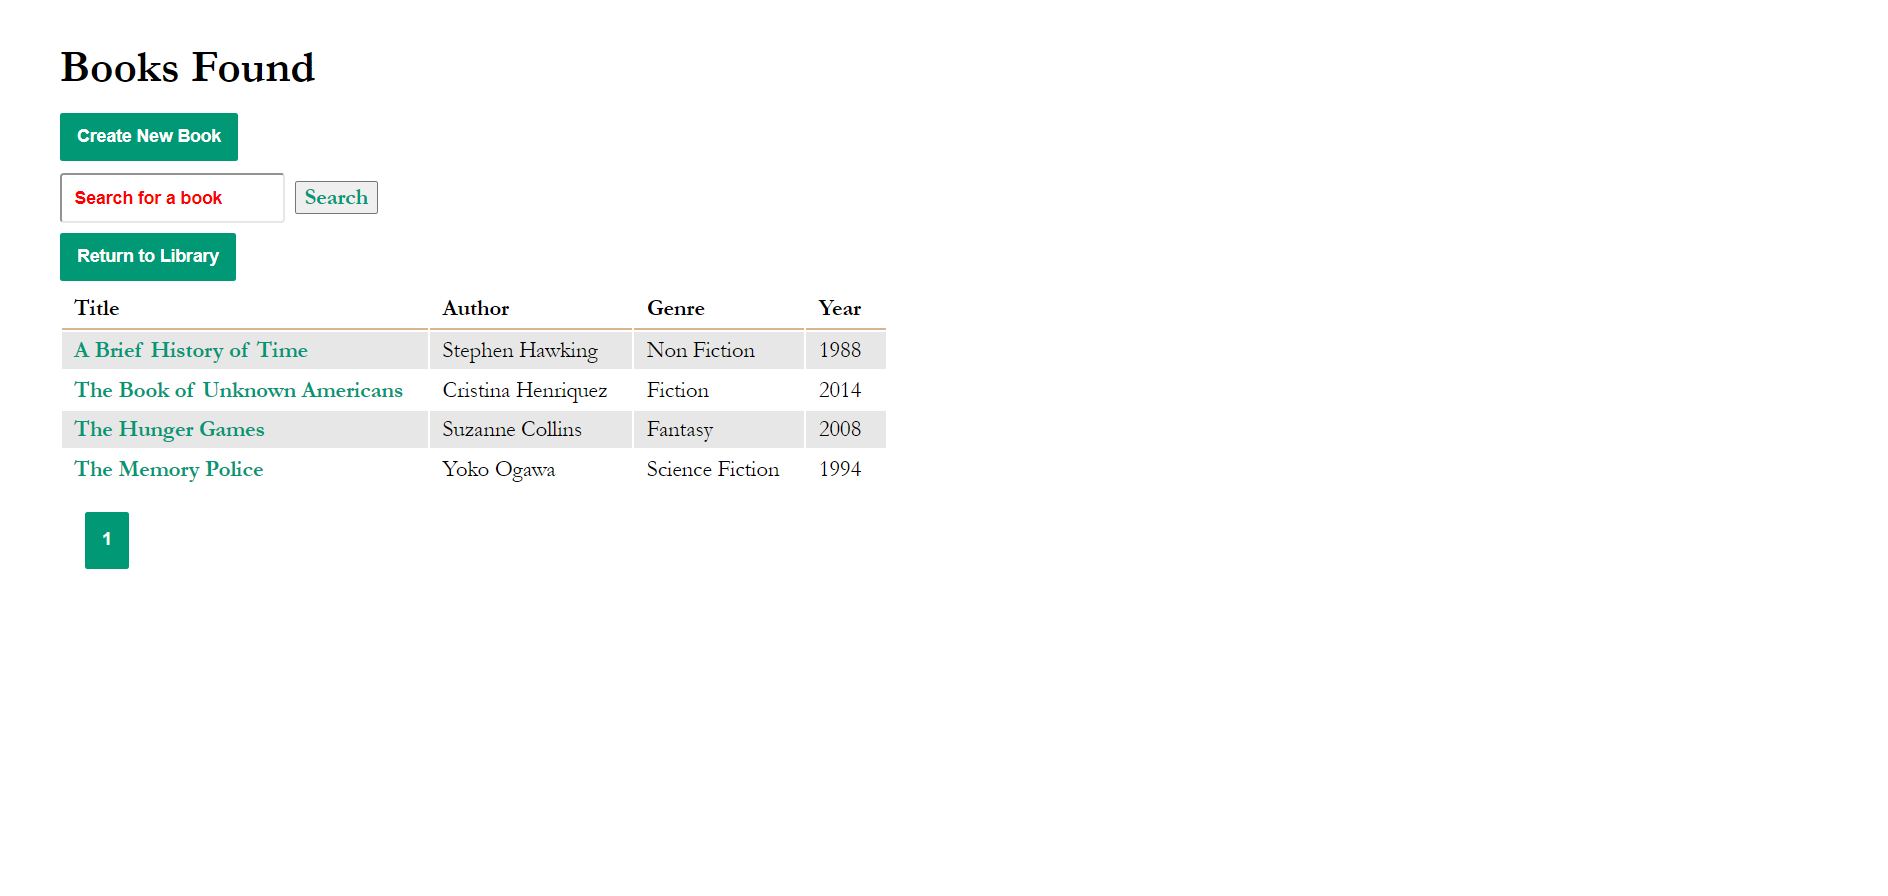 Books Found
Create New Book
Search for a book Search
Return to Library
Title Author Genre Year
A Brief History of Time Stephen Hawking Non Fiction 1988
The Book of Unknown Americans Cristina Henriquez Fiction 2014
The Hunger Games Suzanne Collins Fantasy 2008
The Memory Police Yoko Ogawa Science Fiction 1994
1